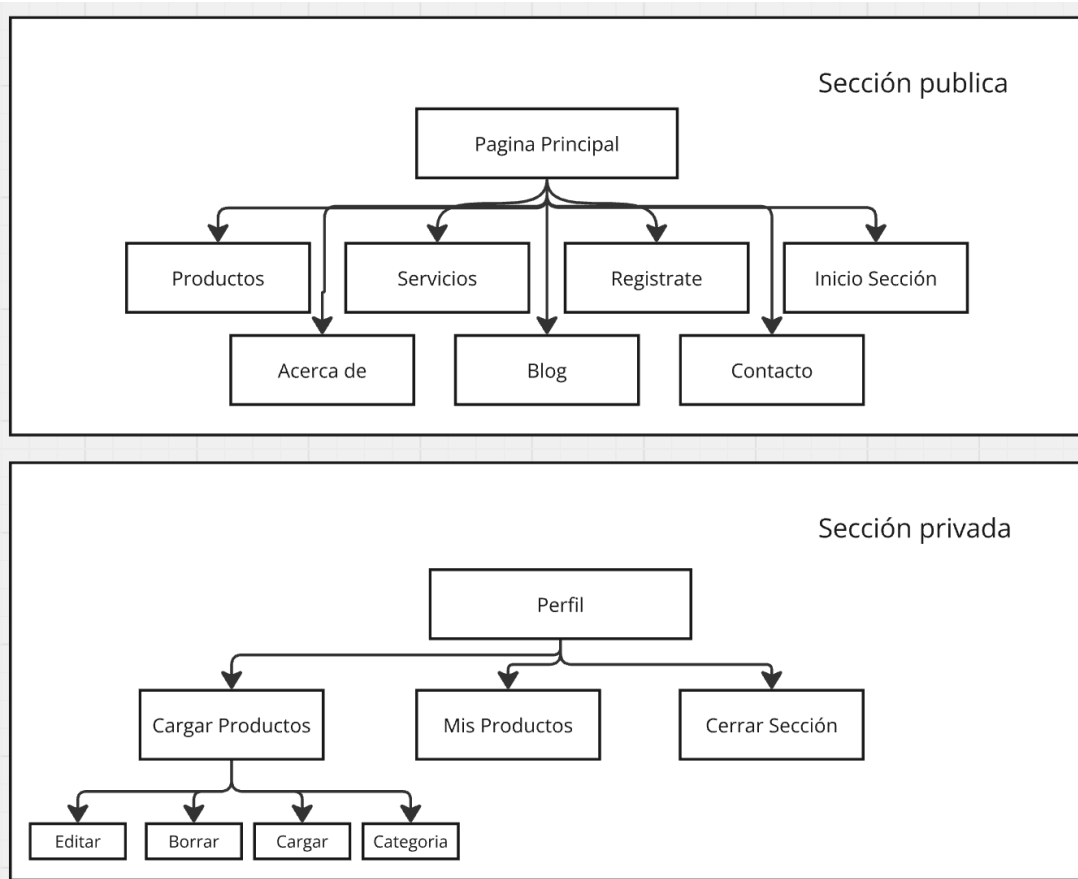 Sección publica
Pagina Principal
Productos
Servicios
Registrate
Inicio Sección
Acerca de
Blog
Contacto
Sección privada
Perfil
Cargar Productos
Mis Productos
Cerrar Sección
Editar
Borrar
Cargar
Categoria